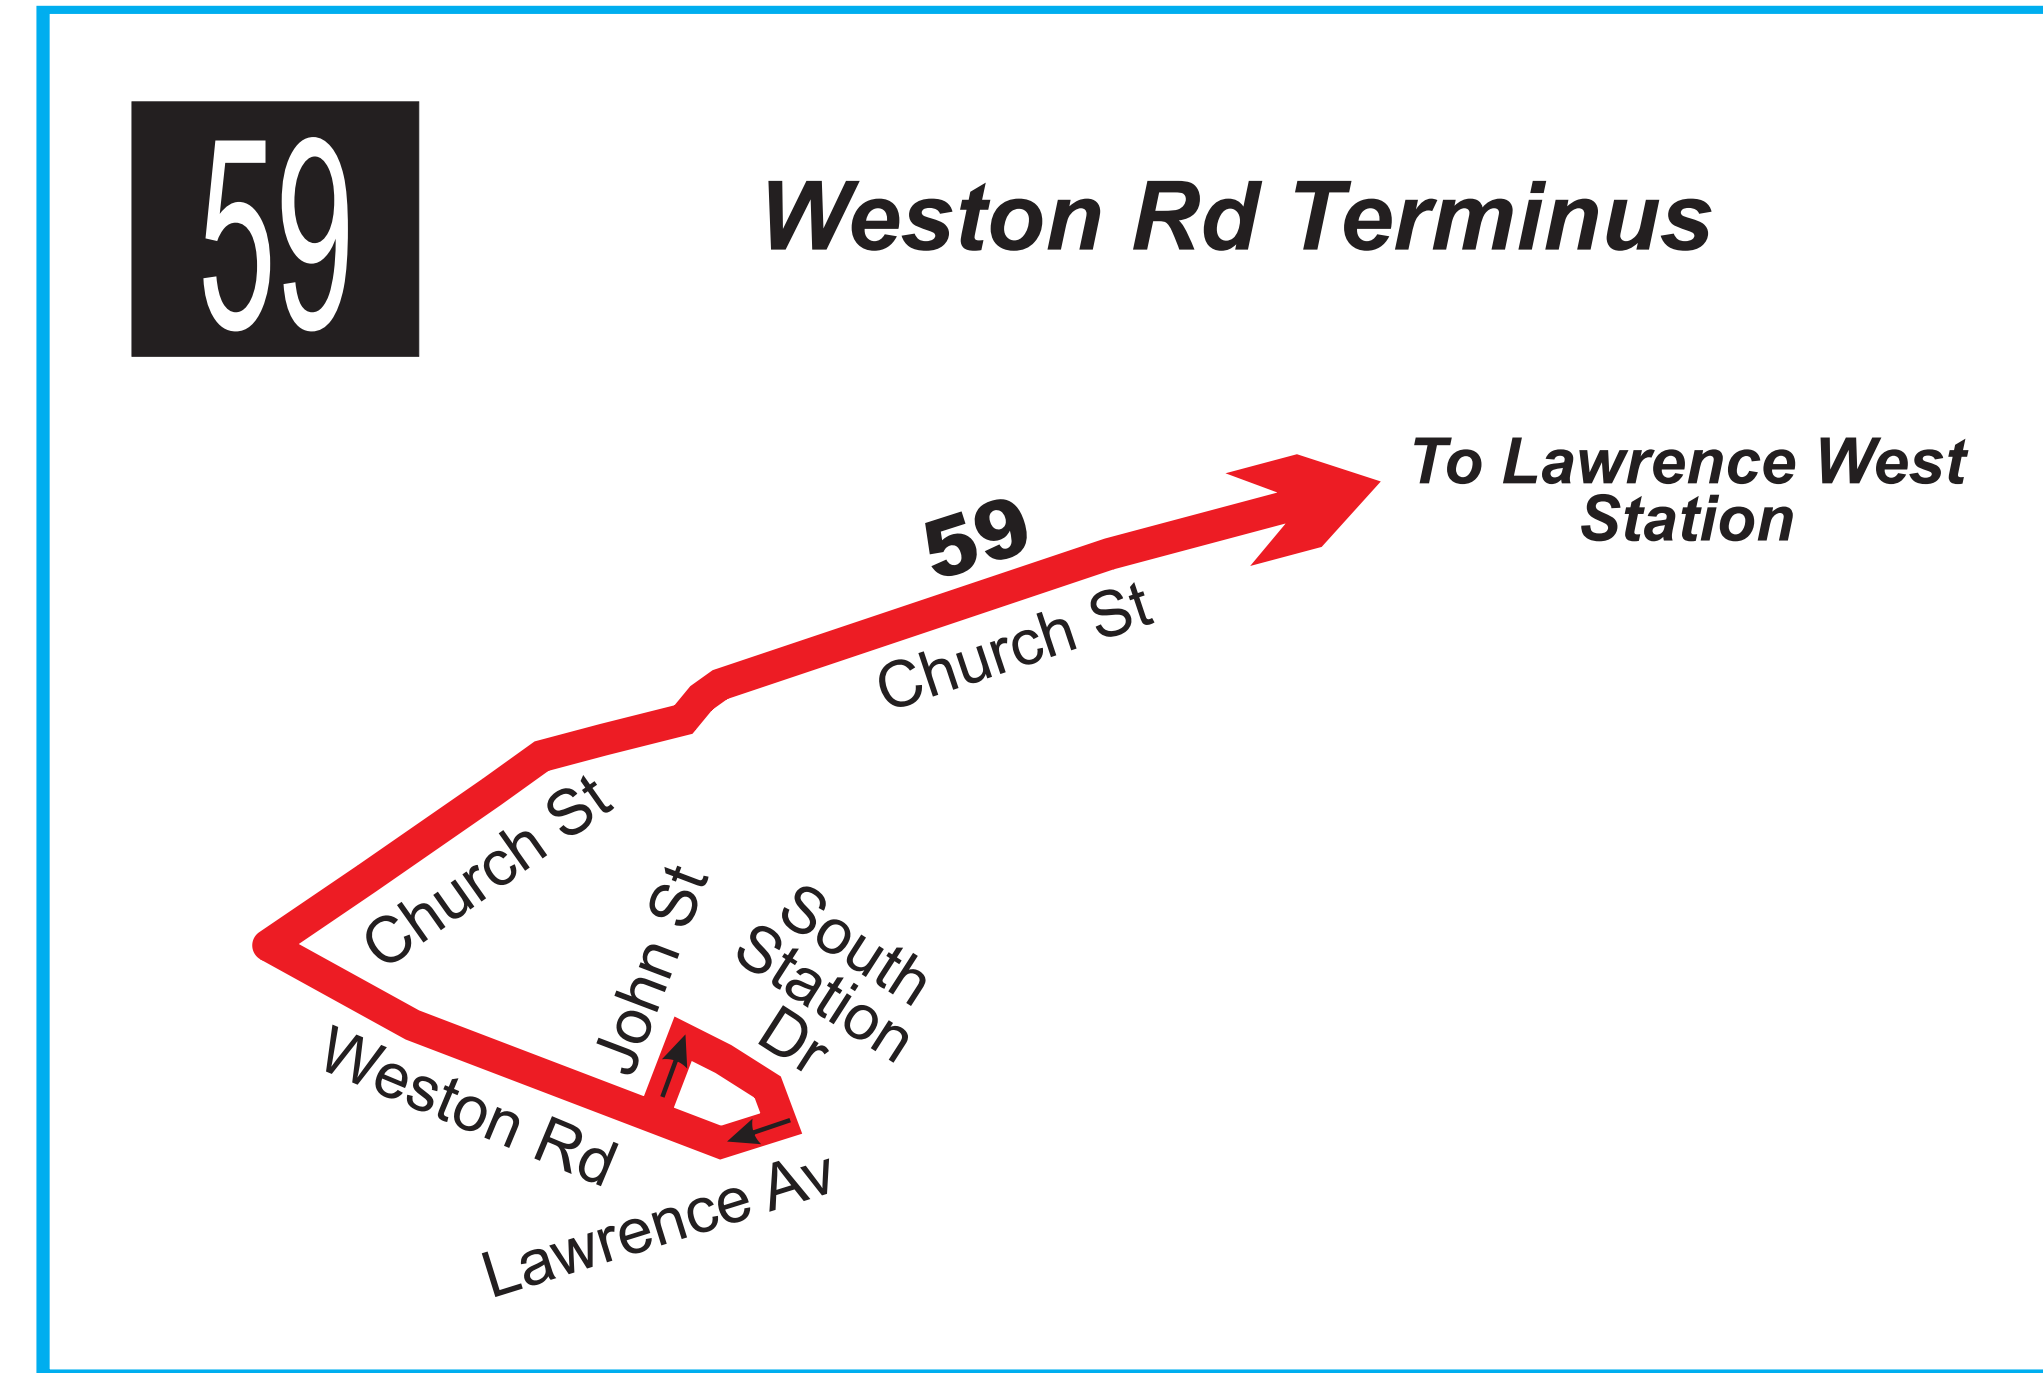 59
Weston Rd Terminus
To Lawrence West
Station
59
Church St
Church St
John St
South
Station
Dr
Weston Rd
Lawrence Av